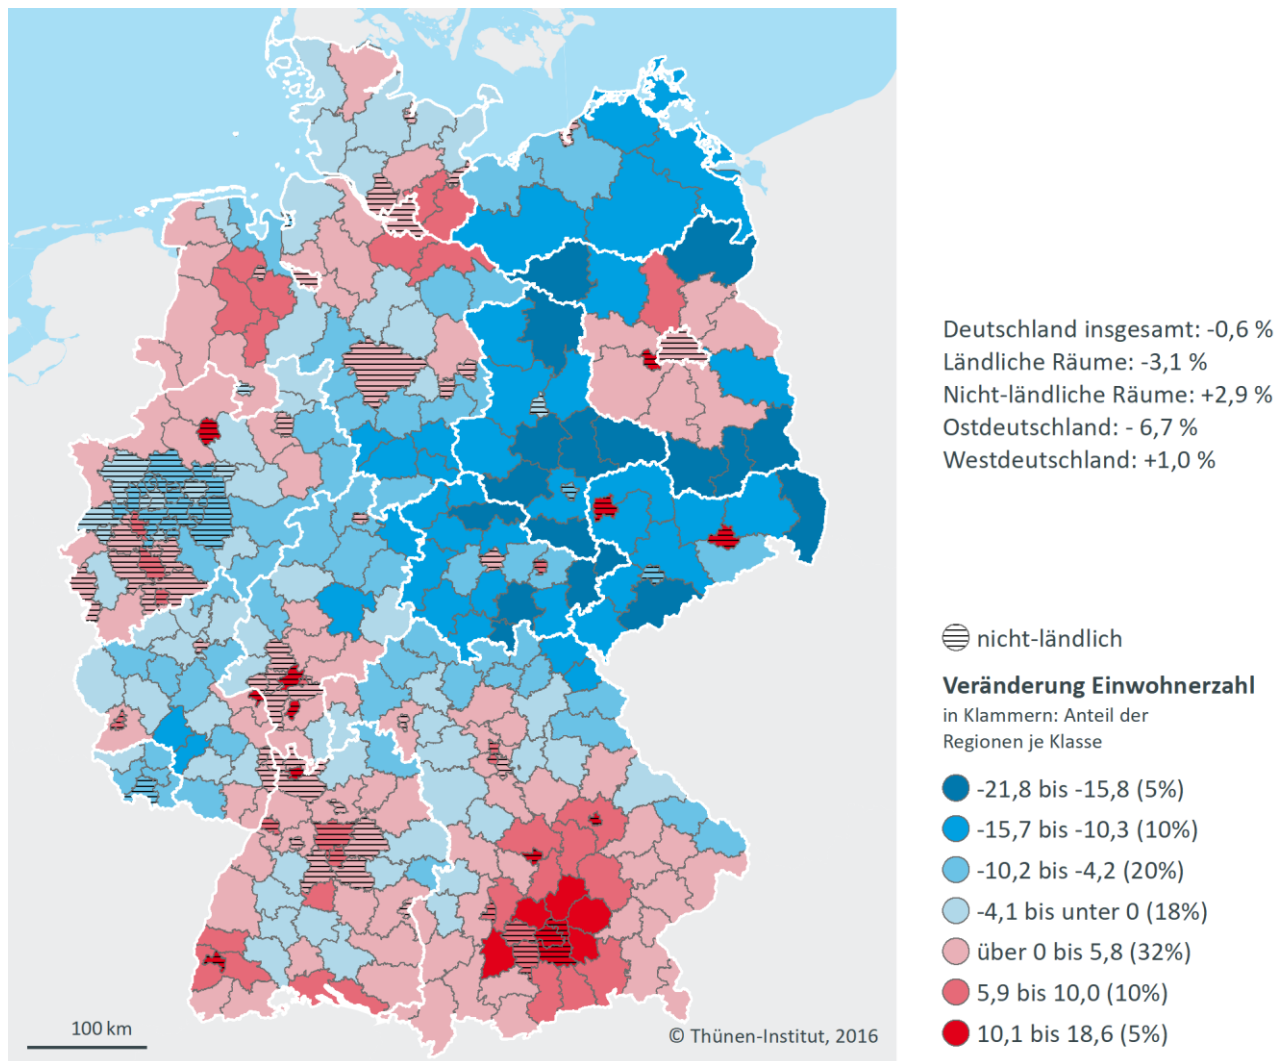 Deutschland insgesamt: -0,6 %
Ländliche Räume: -3,1 %
Nicht-ländliche Räume: +2,9 %
Ostdeutschland: - 6,7 %
Westdeutschland: +1,0 %
nicht-ländlich
Veränderung Einwohnerzahl
in Klammern: Anteil der
Regionen je Klasse
-21,8 bis -15,8 (5%)
-15,7 bis -10,3 (10%)
-10,2 bis -4,2 (20%)
-4,1 bis unter 0 (18%)
über 0 bis 5,8 (32%)
5,9 bis 10,0 (10%)
10,1 bis 18,6 (5%)
100 km
© Thünen-Institut, 2016